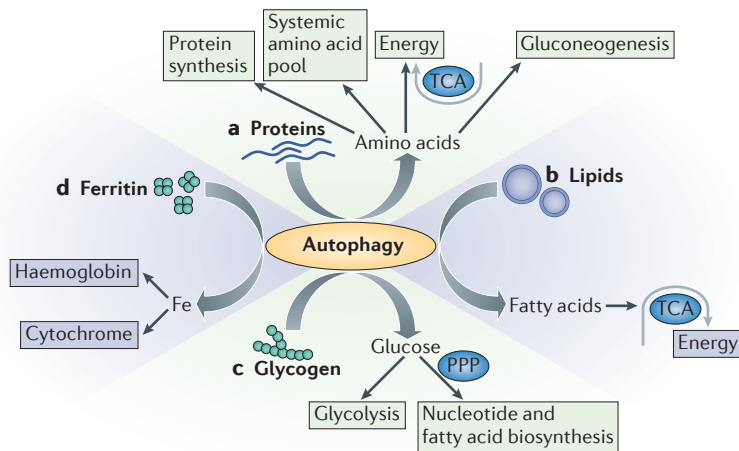 Protein
synthesis
Systemic
amino acid
pool
Energy
TCA
Gluconeogenesis
a Proteins
Amino acids
d Ferritin
b Lipids
Autophagy
Haemoglobin
Fe
Cytochrome
Fatty acids
TCA
Energy
c Glycogen
Glucose
PPP
Glycolysis
Nucleotide and
fatty acid biosynthesis